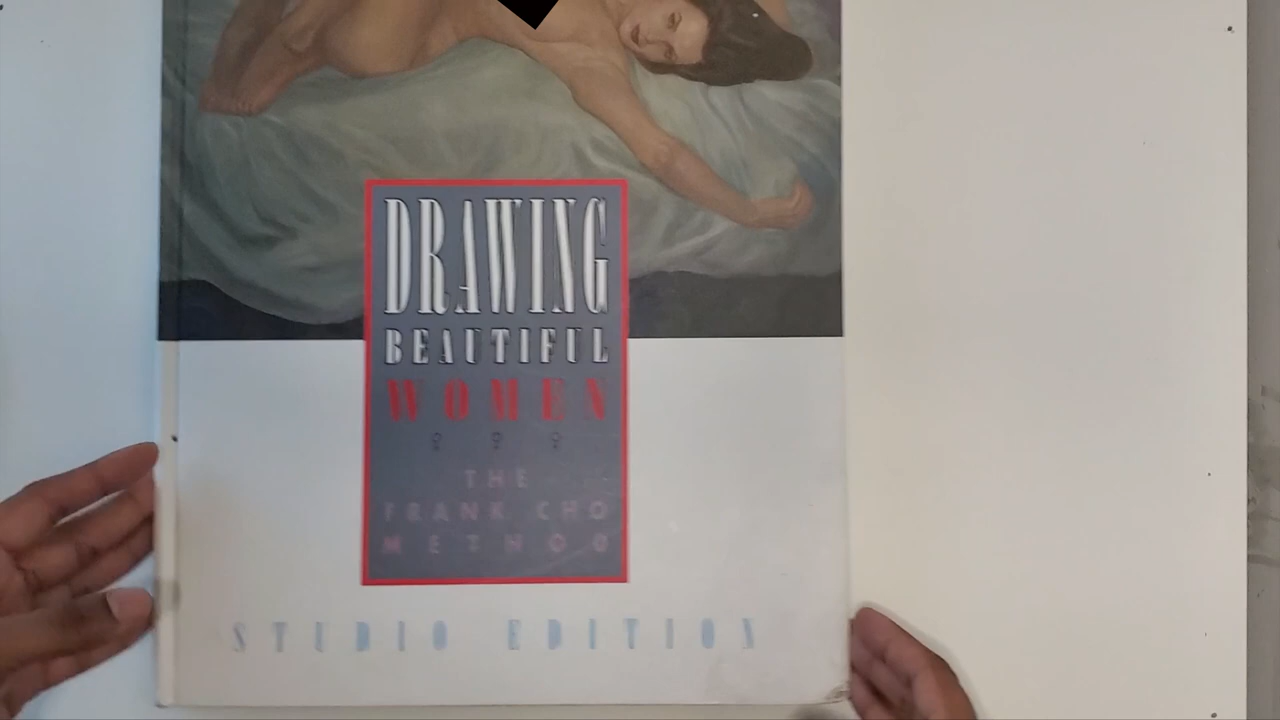 DRAWING
BEAUTIFUL
WOMEN
THE
FRANK CHO
METHOD
STUDIO EDITION